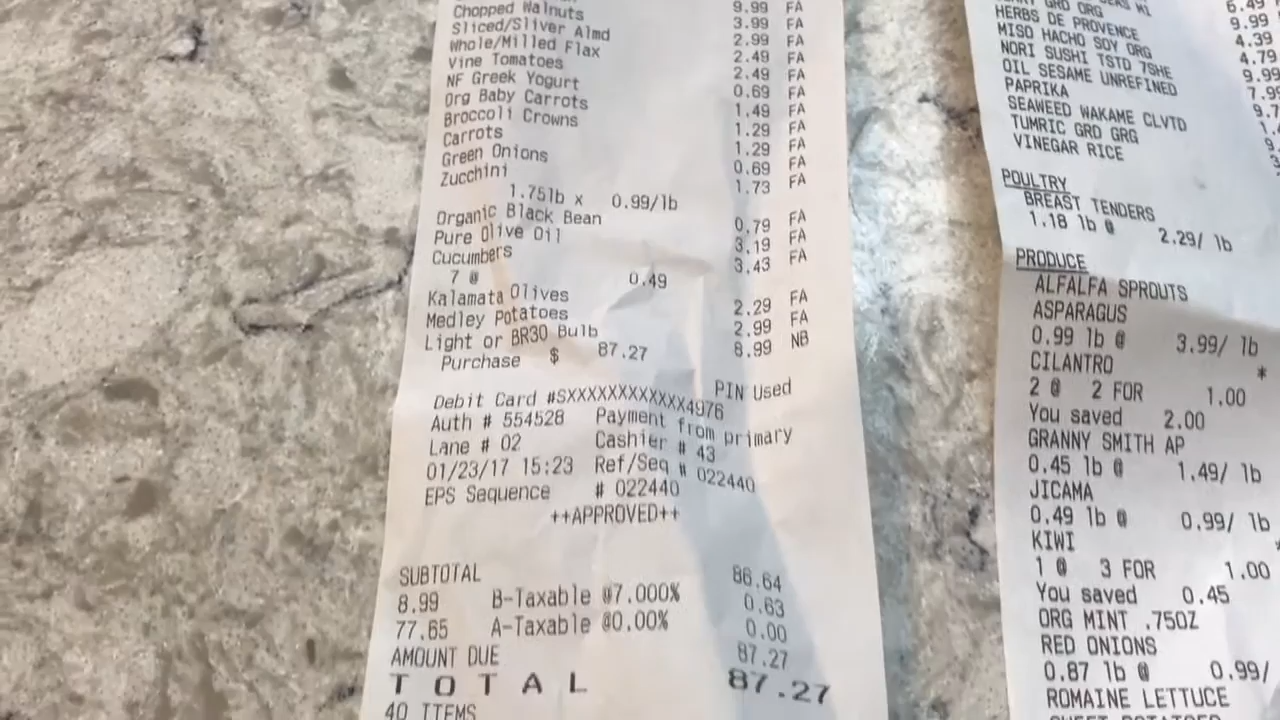 9.99 FA
Chopped Walnuts 3.99 FA
Sliced/Sliver Almd 2.99 FA
Whole/Milled Flax 2.49 FA
Vine Tomatoes 2.49 FA
NF Greek Yogurt 0.69 FA
Org Baby Carrots 1.49 FA
Broccoli Crowns 1.29 FA
Carrots 1.29 FA
Green Onions 0.69 FA
Zucchini 1.73 FA
1.75lb x 0.99/lb
Organic Black Bean 0.79 FA
Pure Olive Oil 3.19 FA
Cucumbers 3.43 FA
7 @ 0.49
Kalamata Olives 2.29 FA
Medley Potatoes 2.99 FA
Light or BR30 Bulb 8.99 NB
Purchase $ 87.27
PIN Used
Debit Card #SXXXXXXXXXXXX4976
Auth # 554528 Payment from primary
Lane # 02 Cashier # 43
01/23/17 15:23 Ref/Seq # 022440
EPS Sequence # 022440
++APPROVED++
SUBTOTAL 86.64
8.99 B-Taxable @7.000% 0.63
77.65 A-Taxable @0.00% 0.00
AMOUNT DUE 87.27
TOTAL 87.27
40 ITEMS
GRD ORG
HERBS DE PROVENCE
MISO HACHO SOY ORG
NORI SUSHI TSTD 7SHE
OIL SESAME UNREFINED
PAPRIKA
SEAWEED WAKAME CLVTD
TUMRIC GRD GRG
VINEGAR RICE
6.49
9.99
4.39
4.79
9.99
POULTRY
BREAST TENDERS
1.18 lb @ 2.29/ lb
PRODUCE
ALFALFA SPROUTS
ASPARAGUS
0.99 lb @ 3.99/ lb
CILANTRO *
2 @ 2 FOR 1.00
You saved 2.00
GRANNY SMITH AP
0.45 lb @ 1.49/ lb
JICAMA
0.49 lb @ 0.99/ lb
KIWI
1 @ 3 FOR 1.00
You saved 0.45
ORG MINT .75OZ
RED ONIONS
0.87 lb @ 0.99/
ROMAINE LETTUCE